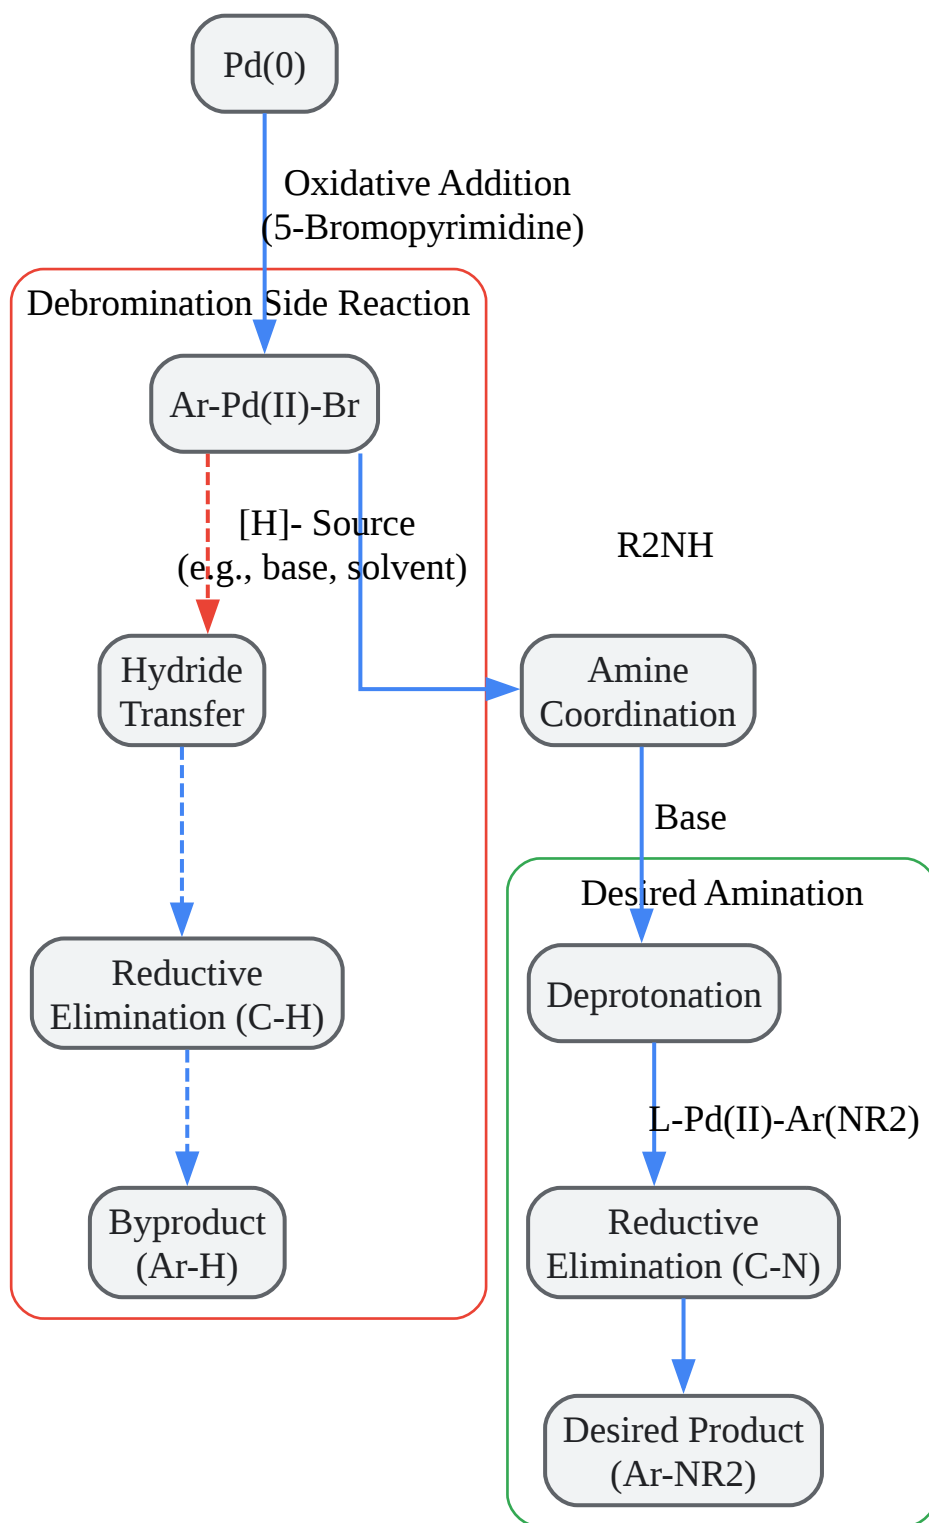 Pd(0)
Oxidative Addition
(5-Bromopyrimidine)
Debromination Side Reaction
Ar-Pd(II)-Br
[H]- Source
(e.g., base, solvent)
R2NH
Hydride
Transfer
Amine
Coordination
Base
Desired Amination
Reductive
Elimination (C-H)
Deprotonation
L-Pd(II)-Ar(NR2)
Byproduct
(Ar-H)
Reductive
Elimination (C-N)
Desired Product
(Ar-NR2)